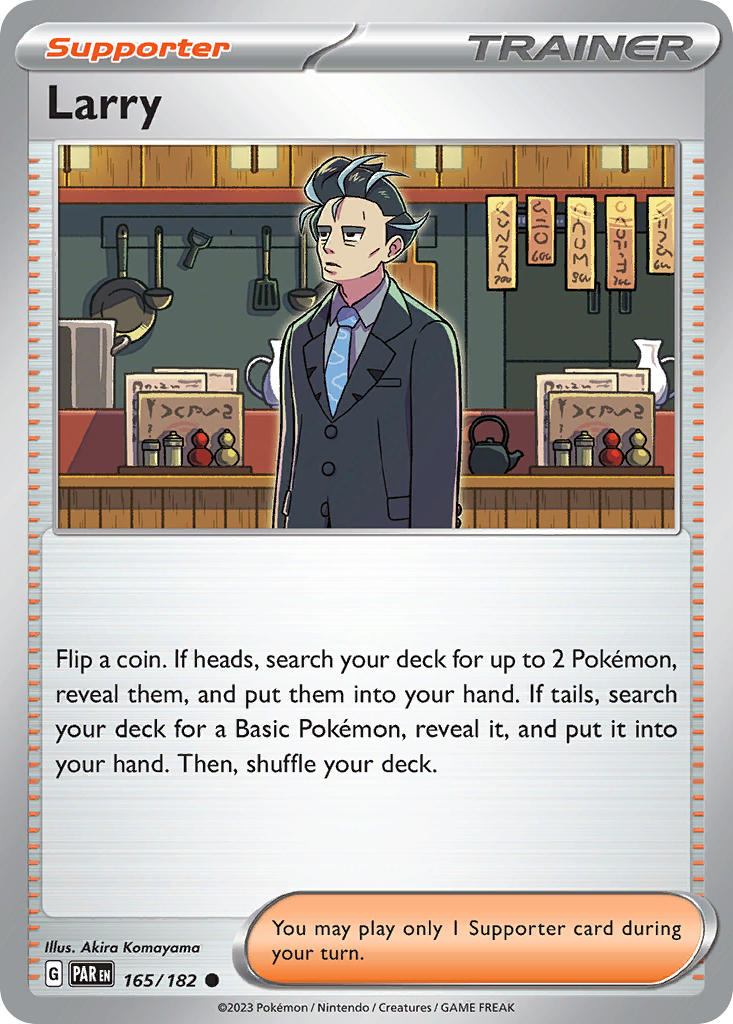 Supporter
TRAINER
Larry
Flip a coin. If heads, search your deck for up to 2 Pokémon,
reveal them, and put them into your hand. If tails, search
your deck for a Basic Pokémon, reveal it, and put it into
your hand. Then, shuffle your deck.
You may play only 1 Supporter card during
your turn.
Illus. Akira Komayama
G PAR EN 165/182
©2023 Pokémon / Nintendo / Creatures / GAME FREAK